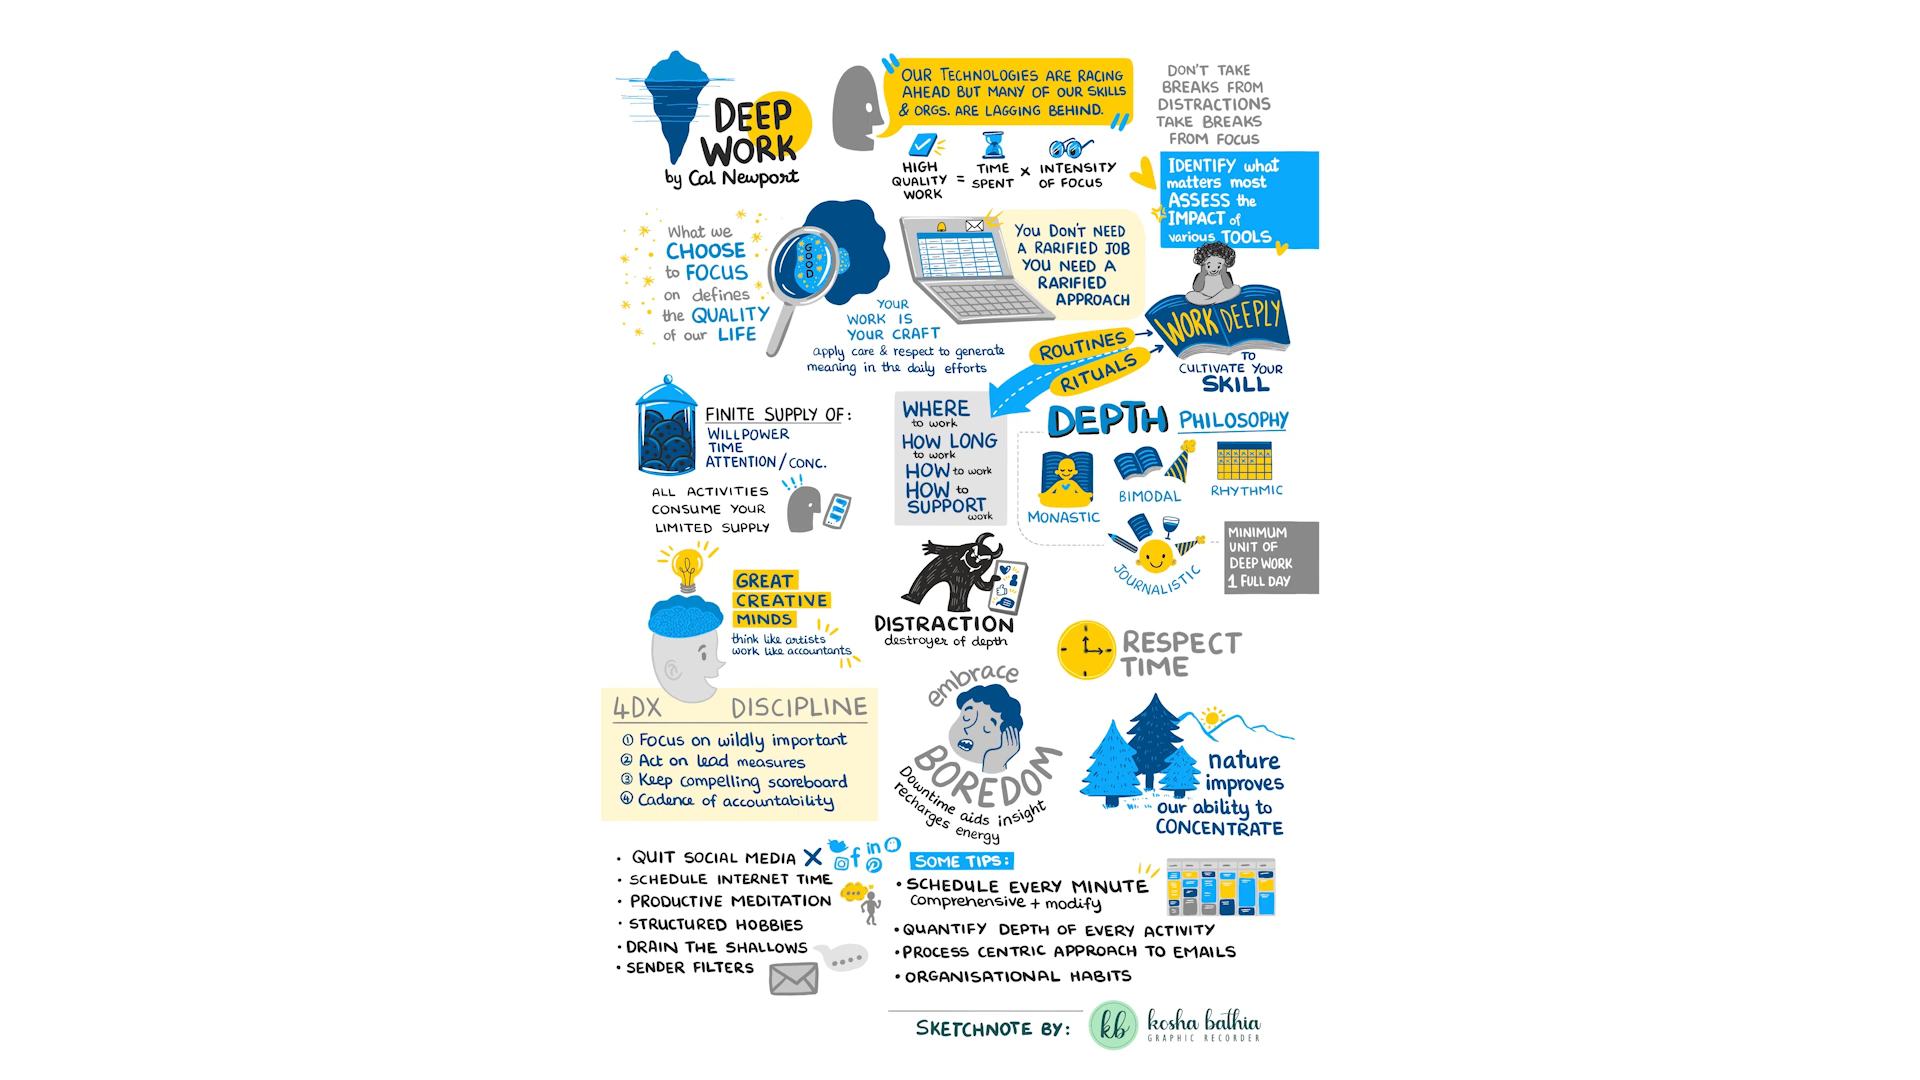 DEEP
WORK
by Cal Newport
OUR TECHNOLOGIES ARE RACING
AHEAD BUT MANY OF OUR SKILLS
& ORGS. ARE LAGGING BEHIND.
HIGH
QUALITY
WORK
=
TIME
SPENT
×
INTENSITY
OF FOCUS
DON'T TAKE
BREAKS FROM
DISTRACTIONS
TAKE BREAKS
FROM FOCUS
IDENTIFY what
matters most
ASSESS the
IMPACT of
various TOOLS
What we
CHOOSE
to FOCUS
on defines
the QUALITY
of our LIFE
GOOD
YOUR
WORK IS
YOUR CRAFT
apply care & respect to generate
meaning in the daily efforts
YOU DON'T NEED
A RARIFIED JOB
YOU NEED A
RARIFIED
APPROACH
WORK DEEPLY
TO
CULTIVATE YOUR
SKILL
ROUTINES
RITUALS
WHERE
to work
HOW LONG
to work
HOW to work
HOW to
SUPPORT
work
FINITE SUPPLY OF:
WILLPOWER
TIME
ATTENTION/CONC.
ALL ACTIVITIES
CONSUME YOUR
LIMITED SUPPLY
DEPTH PHILOSOPHY
MONASTIC
BIMODAL
RHYTHMIC
JOURNALISTIC
MINIMUM
UNIT OF
DEEP WORK
1 FULL DAY
GREAT
CREATIVE
MINDS
think like artists
work like accountants
DISTRACTION
destroyer of depth
RESPECT
TIME
4DX DISCIPLINE
① Focus on wildly important
② Act on lead measures
③ Keep compelling scoreboard
④ Cadence of accountability
embrace
BOREDOM
Downtime aids insight
recharges energy
nature
improves
our ability to
CONCENTRATE
• QUIT SOCIAL MEDIA
• SCHEDULE INTERNET TIME
• PRODUCTIVE MEDITATION
• STRUCTURED HOBBIES
• DRAIN THE SHALLOWS
• SENDER FILTERS
SOME TIPS:
• SCHEDULE EVERY MINUTE
Comprehensive + modify
• QUANTIFY DEPTH OF EVERY ACTIVITY
• PROCESS CENTRIC APPROACH TO EMAILS
• ORGANISATIONAL HABITS
SKETCHNOTE BY:
kb
kosha bathia
GRAPHIC RECORDER